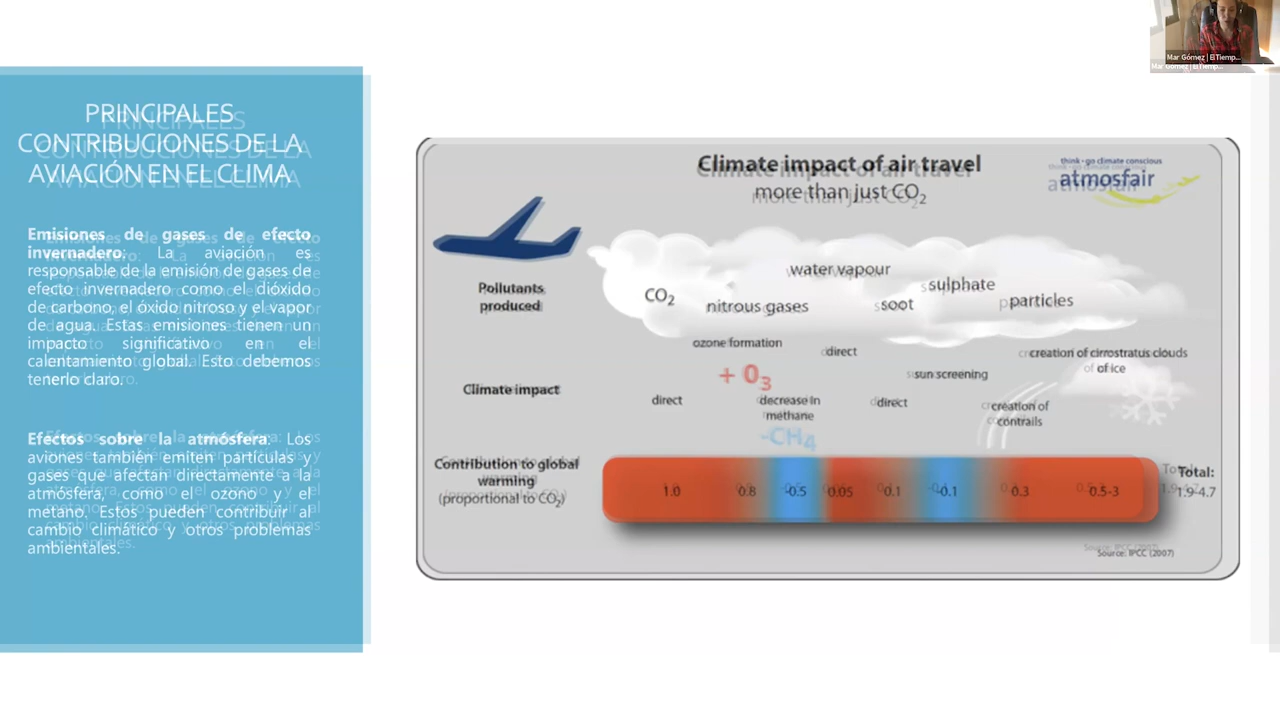 Mar Gómez | ElTiemp...
PRINCIPALES
CONTRIBUCIONES DE LA
AVIACIÓN EN EL CLIMA
Emisiones de gases de efecto
invernadero. La aviación es
responsable de la emisión de gases de
efecto invernadero como el dióxido
de carbono, el óxido nitroso y el vapor
de agua. Estas emisiones tienen un
impacto significativo en el
calentamiento global. Esto debemos
tenerlo claro.
Efectos sobre la atmósfera: Los
aviones también emiten partículas y
gases que afectan directamente a la
atmósfera, como el ozono y el
metano. Estos pueden contribuir al
cambio climático y otros problemas
ambientales.
Climate impact of air travel
more than just CO₂
think · go climate conscious
atmosfair
Pollutants
produced
CO₂
nitrous gases
water vapour
soot
sulphate
particles
Climate impact
direct
ozone formation
+ O₃
decrease in
methane
-CH₄
direct
direct
sun screening
creation of
contrails
creation of cirrostratus clouds
of ice
Contribution to global
warming
(proportional to CO₂)
1.0
0.8
-0.5
0.05
0.1
-0.1
0.3
0.5-3
Total:
1.9-4.7
Source: IPCC (2007)